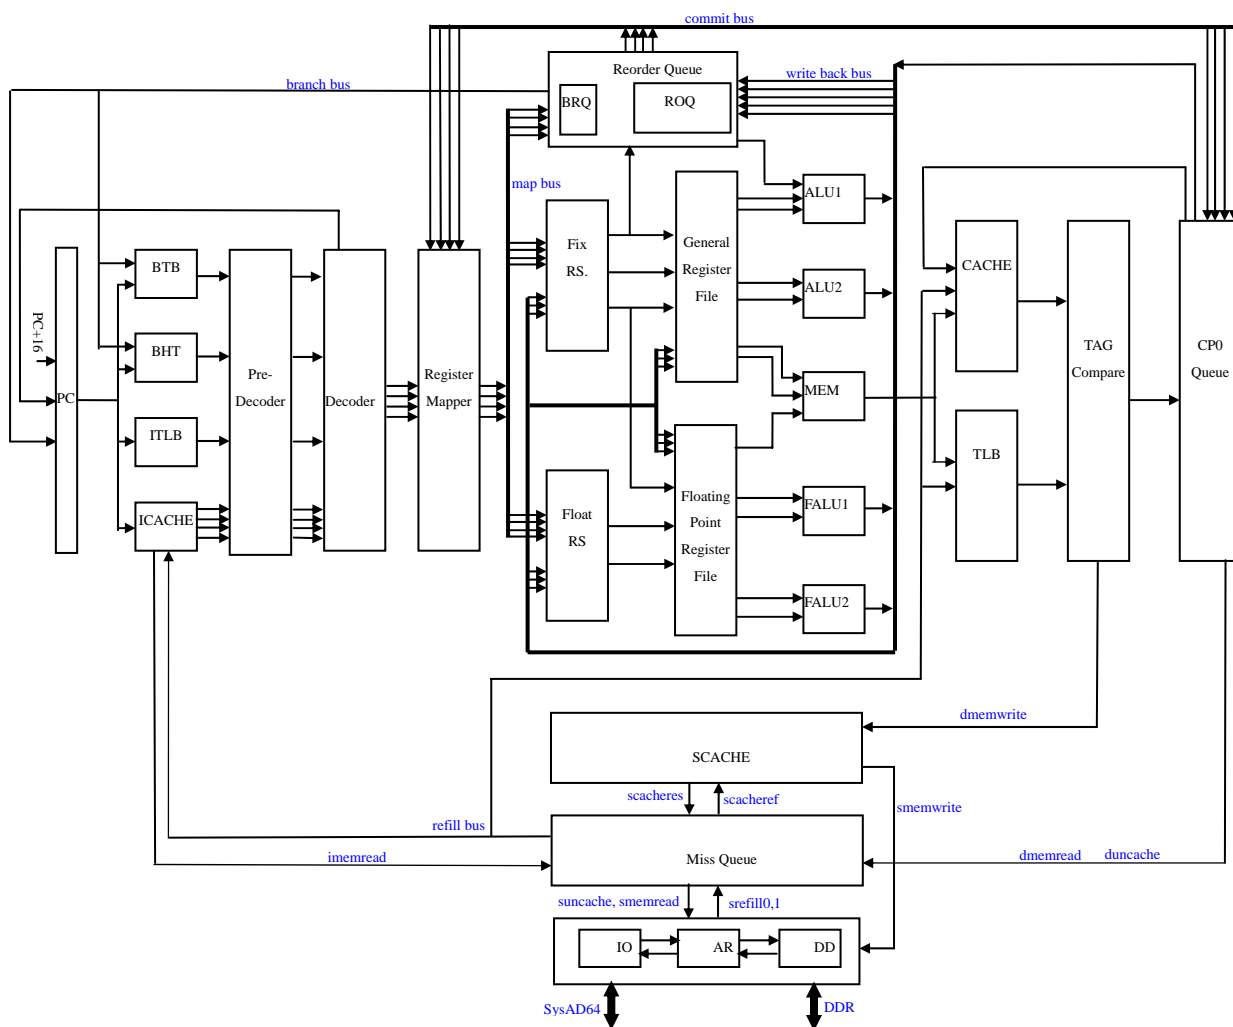 commit bus
Reorder Queue
branch bus
write back bus
BRQ
ROQ
map bus
ALU1
Fix
RS.
General
Register
File
BTB
CACHE
ALU2
PC+16
BHT
Pre-
Decoder
Decoder
Register
Mapper
TAG
Compare
CP0
Queue
PC
MEM
ITLB
TLB
ICACHE
Float
RS
Floating
Point
Register
File
FALU1
FALU2
dmemwrite
SCACHE
scacheres
scacheref
smemwrite
refill bus
imemread
Miss Queue
dmemread
duncache
suncache, smemread
srefill0,1
IO
AR
DD
SysAD64
DDR